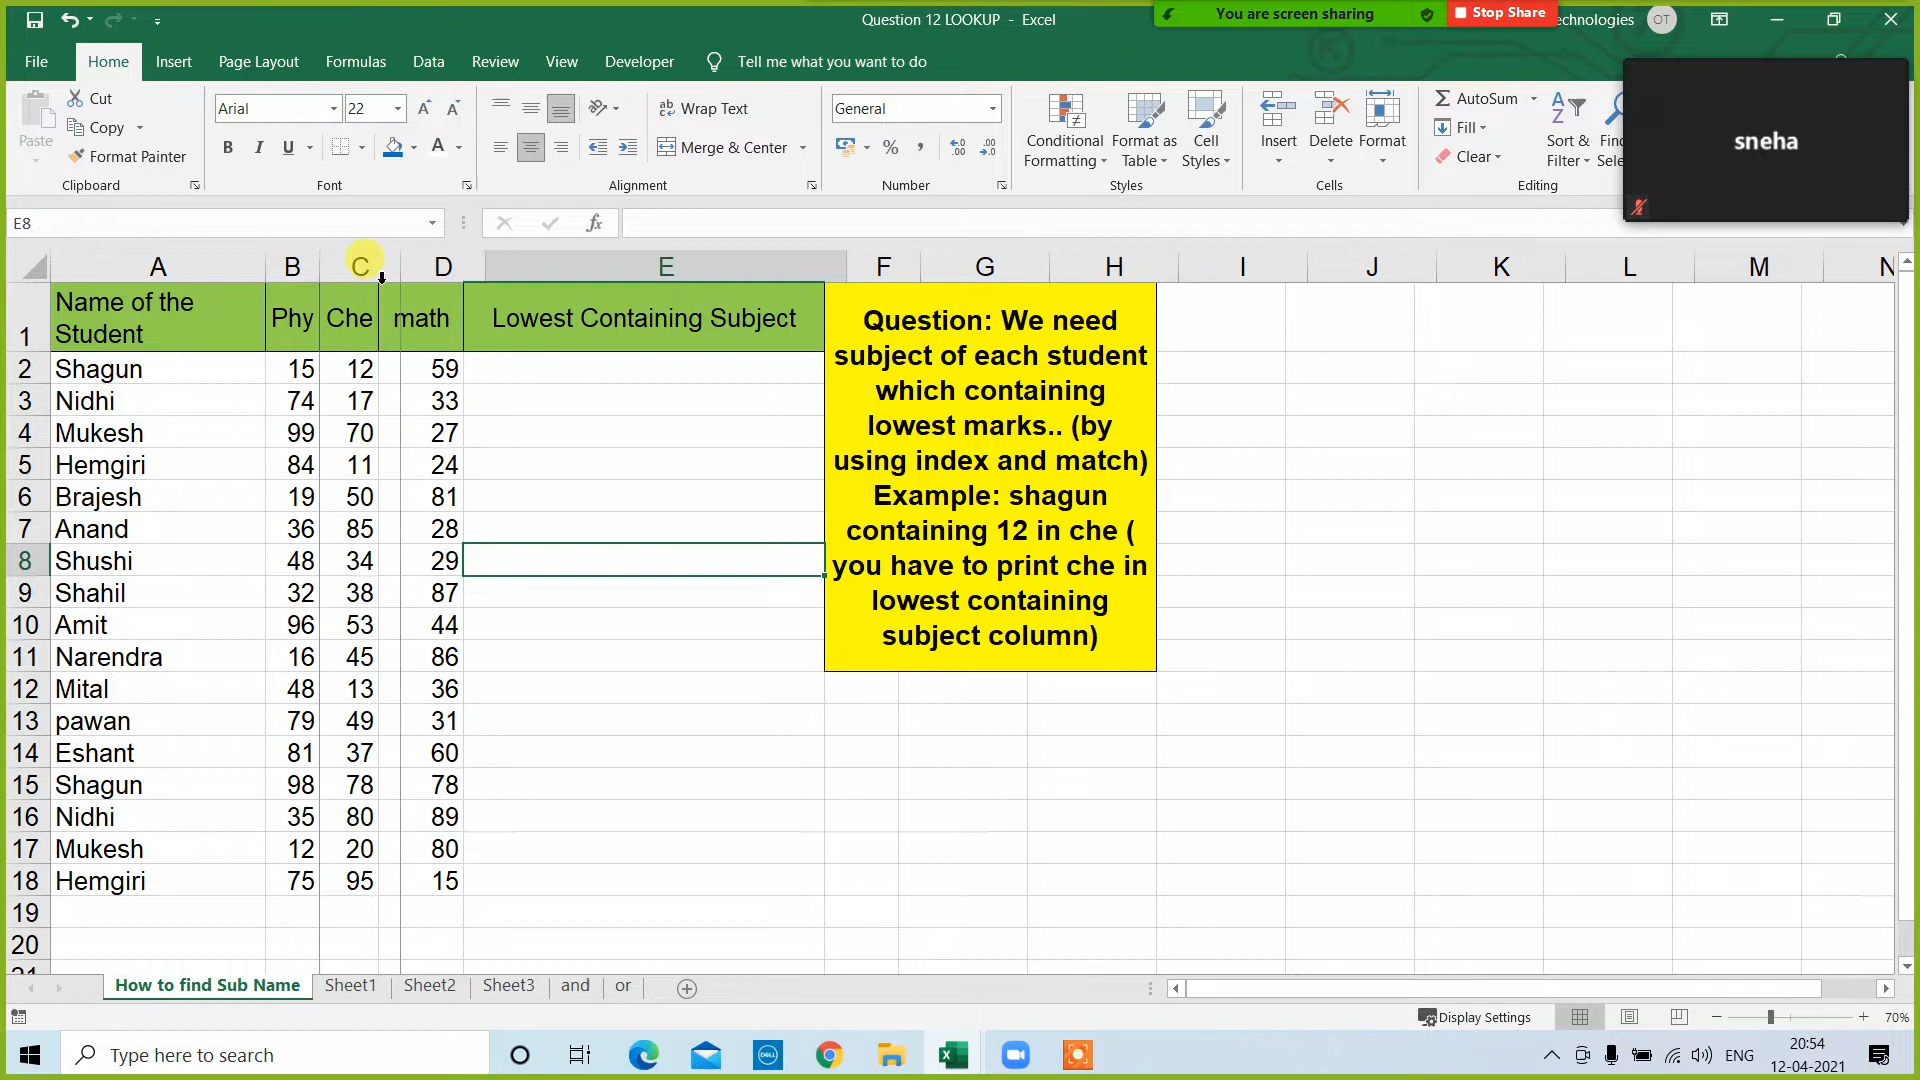 Question 12 LOOKUP - Excel
You are screen sharing
Stop Share
echnologies
OT
File Home Insert Page Layout Formulas Data Review View Developer Tell me what you want to do
Paste
Cut
Copy
Format Painter
Clipboard
Arial 22
B I U A
Font
ab Wrap Text
Merge & Center
Alignment
General
% ,
Number
Conditional Formatting
Format as Table
Cell Styles
Styles
Insert Delete Format
Cells
AutoSum
Fill
Clear
Sort & Filter
Editing
sneha
E8
fx
A B C D E F G H I J K L M N
1 Name of the Student Phy Che math Lowest Containing Subject
2 Shagun 15 12 59
3 Nidhi 74 17 33
4 Mukesh 99 70 27
5 Hemgiri 84 11 24
6 Brajesh 19 50 81
7 Anand 36 85 28
8 Shushi 48 34 29
9 Shahil 32 38 87
10 Amit 96 53 44
11 Narendra 16 45 86
12 Mital 48 13 36
13 pawan 79 49 31
14 Eshant 81 37 60
15 Shagun 98 78 78
16 Nidhi 35 80 89
17 Mukesh 12 20 80
18 Hemgiri 75 95 15
19
20
Question: We need
subject of each student
which containing
lowest marks.. (by
using index and match)
Example: shagun
containing 12 in che (
you have to print che in
lowest containing
subject column)
How to find Sub Name Sheet1 Sheet2 Sheet3 and or
Display Settings
70%
Type here to search
DELL
ENG
20:54
12-04-2021